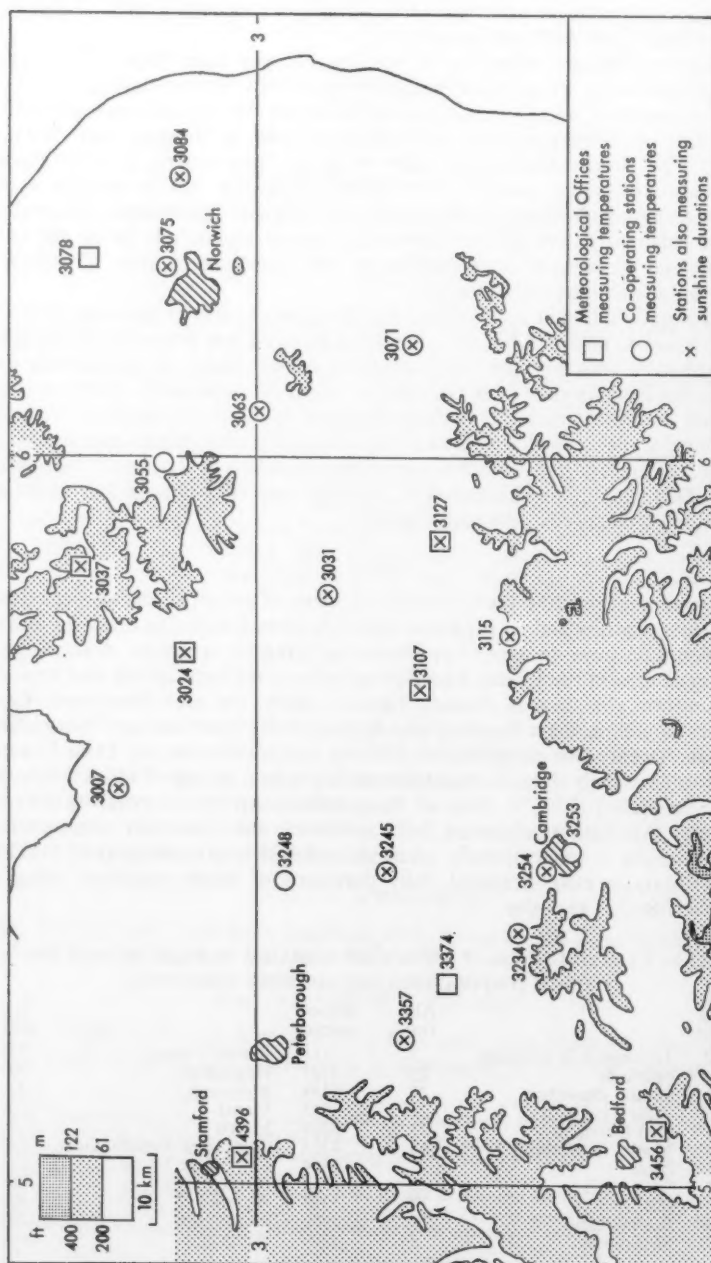 m
ft
122
400
61
200
10 km
5
3
6
3
5
3078
3037
3084
3075
3055
3007
3024
Norwich
Stamford
4396
3063
Peterborough
3248
3031
3071
3245
3357
3107
3127
3374
3234
3115
3254
Cambridge
3253
Bedford
3456
Meteorological Offices
measuring temperatures
Co-operating stations
measuring temperatures
Stations also measuring
sunshine durations